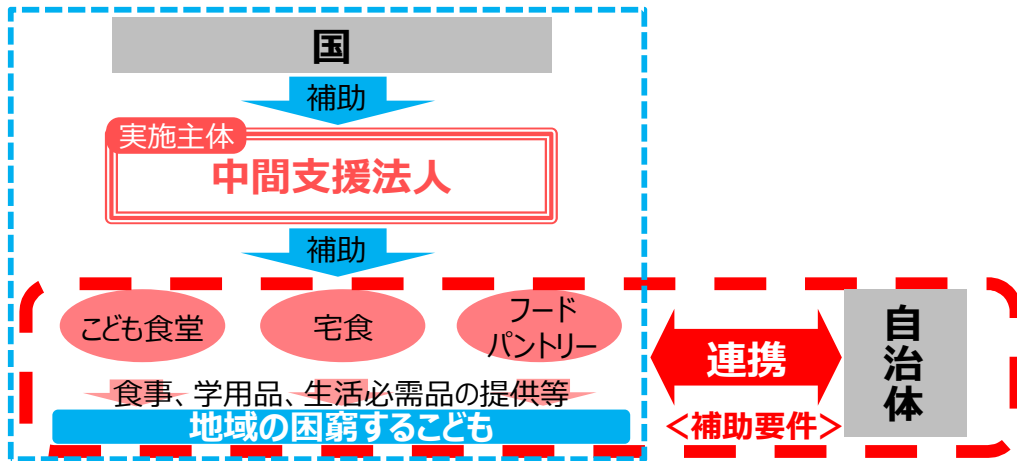 国
補助
実施主体
中間支援法人
補助
こども食堂
宅食
フード
パントリー
食事、学用品、生活必需品の提供等
地域の困窮するこども
連携
＜補助要件＞
自治体